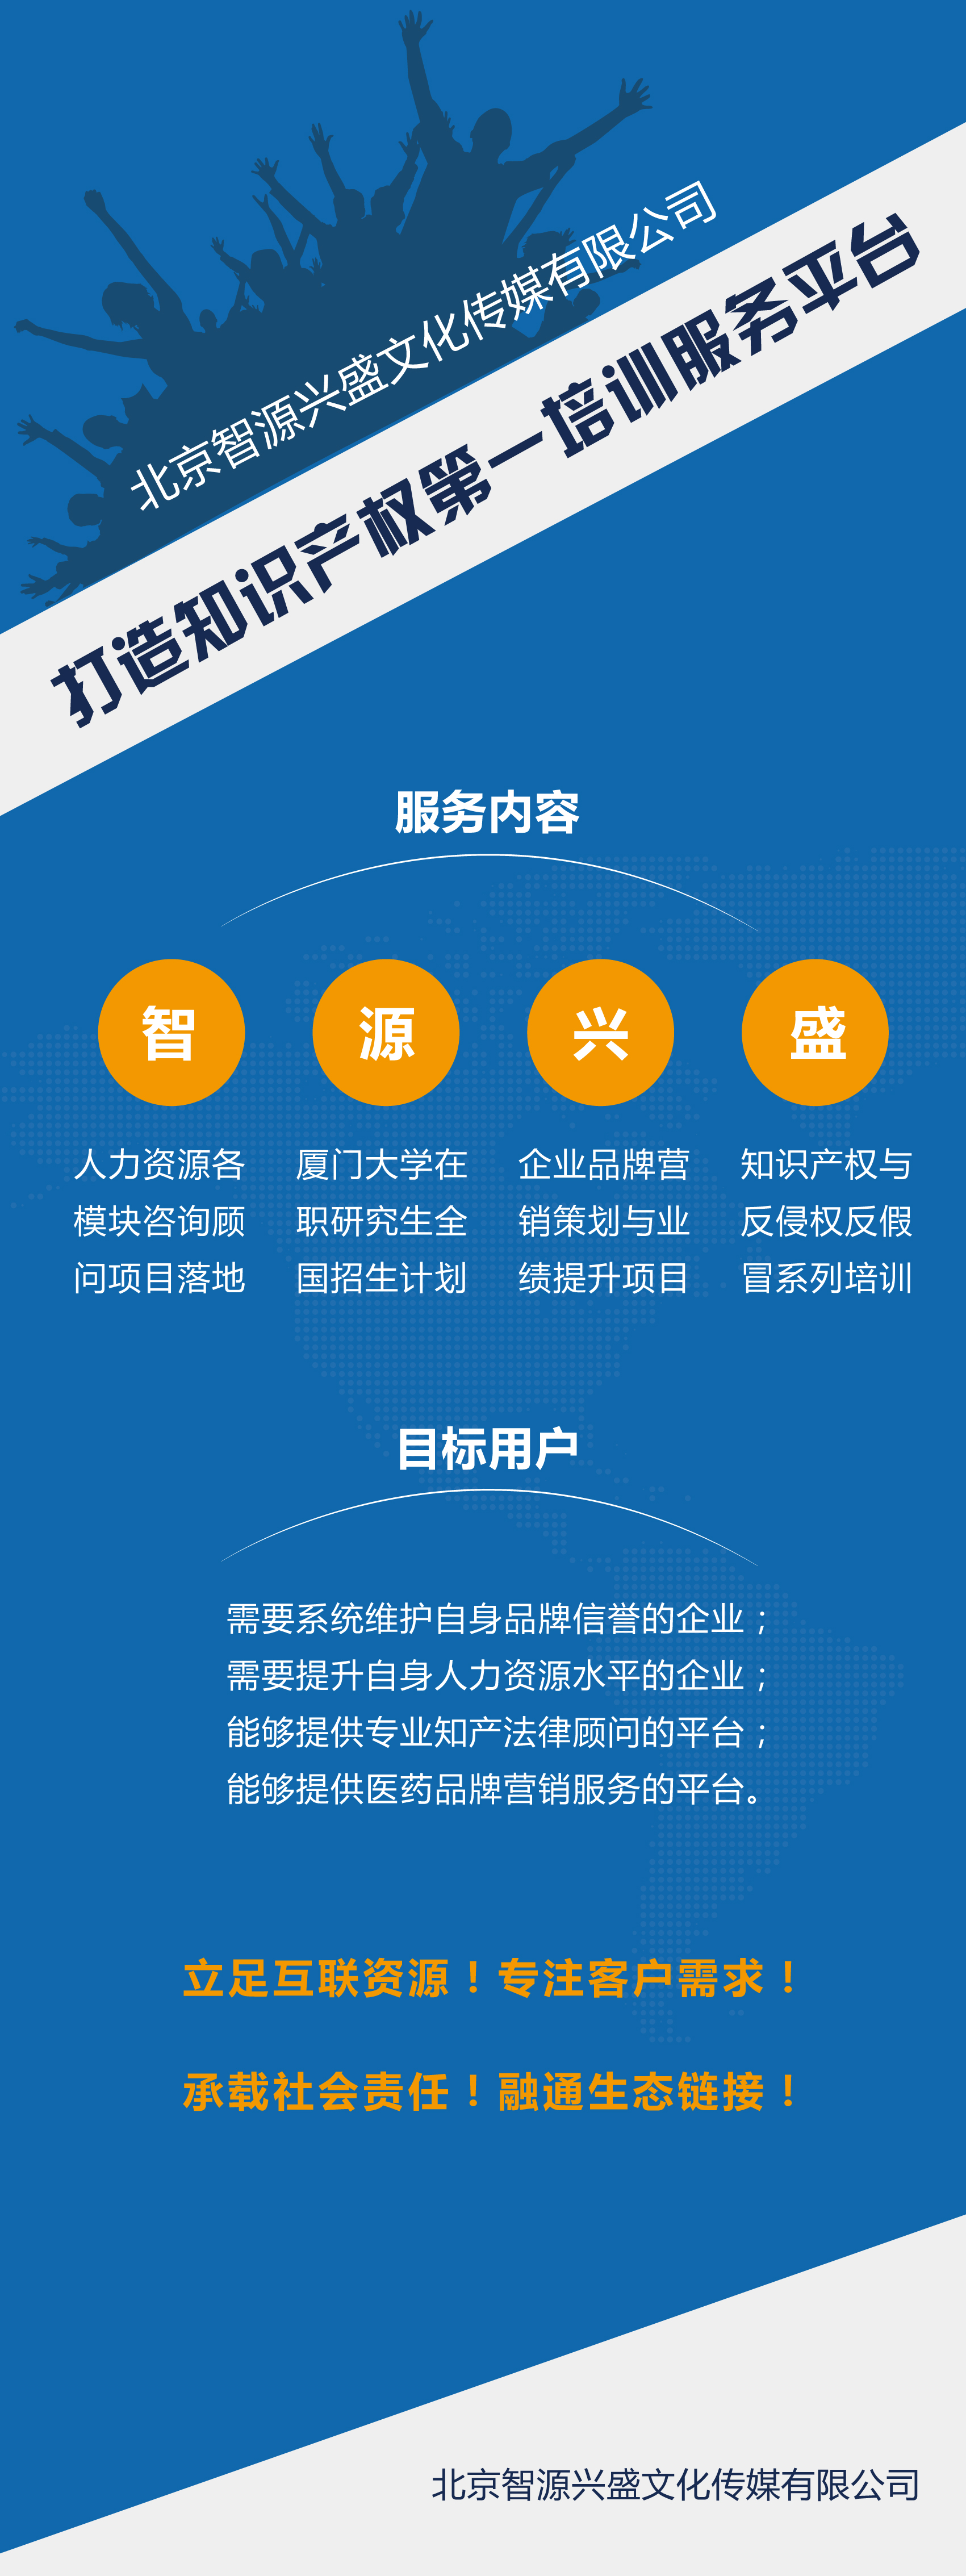 北京智源兴盛文化传媒有限公司
打造知识产权第一培训服务平台
服务内容
智
源
兴
盛
人力资源各
模块咨询顾
问项目落地
厦门大学在
职研究生全
国招生计划
企业品牌营
销策划与业
绩提升项目
知识产权与
反侵权反假
冒系列培训
目标用户
需要系统维护自身品牌信誉的企业；
需要提升自身人力资源水平的企业；
能够提供专业知产法律顾问的平台；
能够提供医药品牌营销服务的平台。
立足互联资源！专注客户需求！
承载社会责任！融通生态链接！
北京智源兴盛文化传媒有限公司